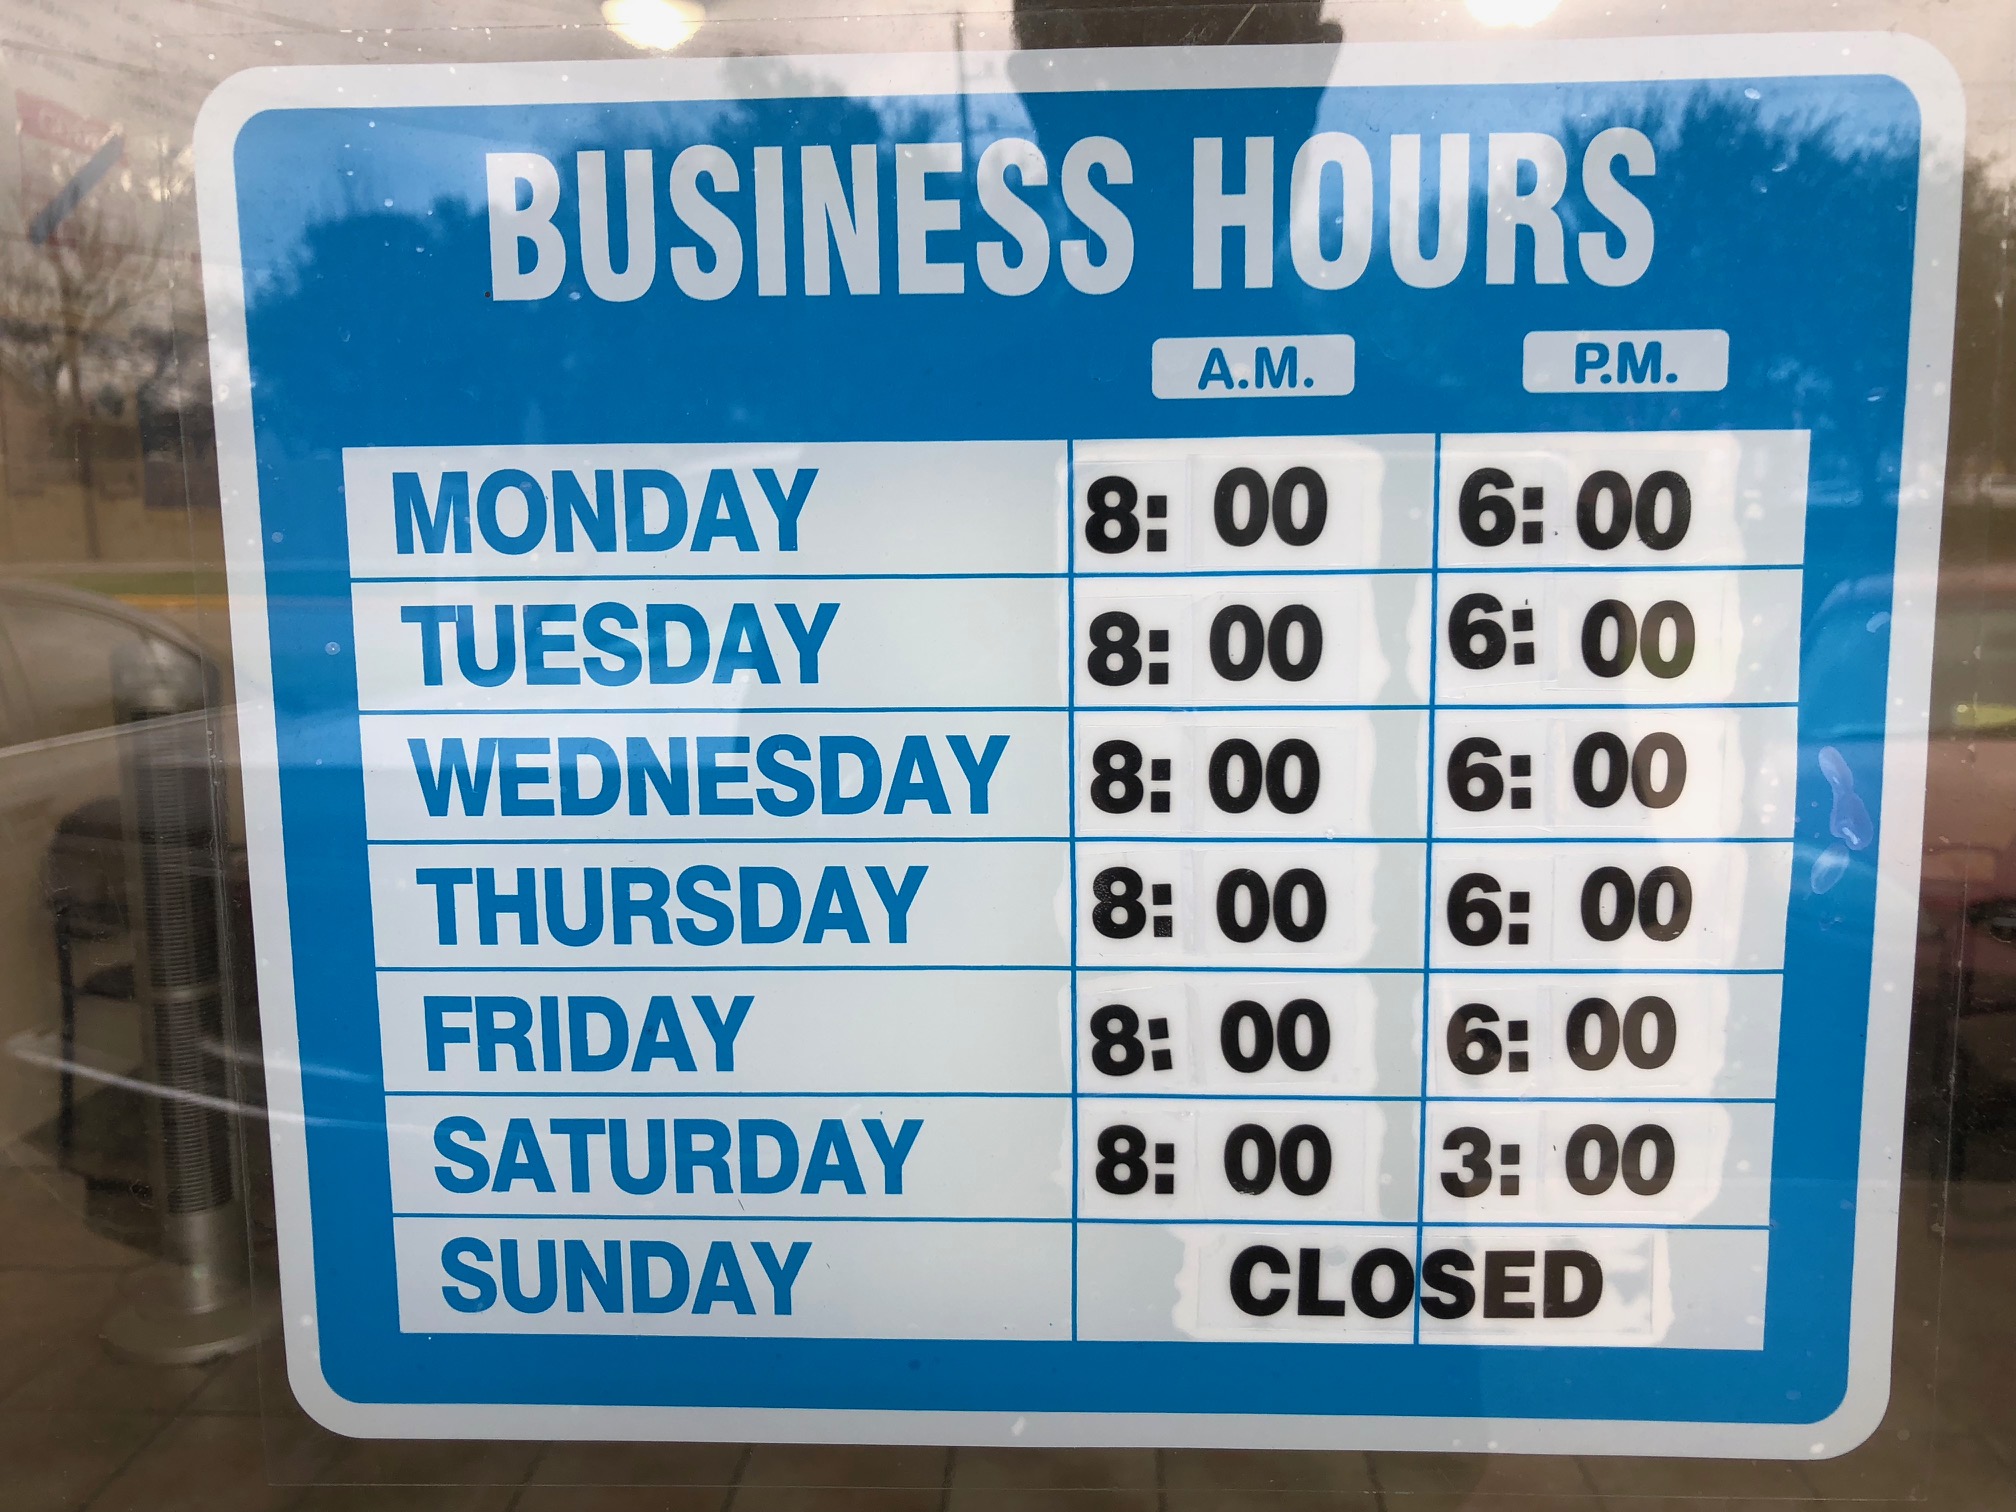 BUSINESS HOURS
A.M. P.M.
MONDAY 8: 00 6: 00
TUESDAY 8: 00 6: 00
WEDNESDAY 8: 00 6: 00
THURSDAY 8: 00 6: 00
FRIDAY 8: 00 6: 00
SATURDAY 8: 00 3: 00
SUNDAY CLOSED